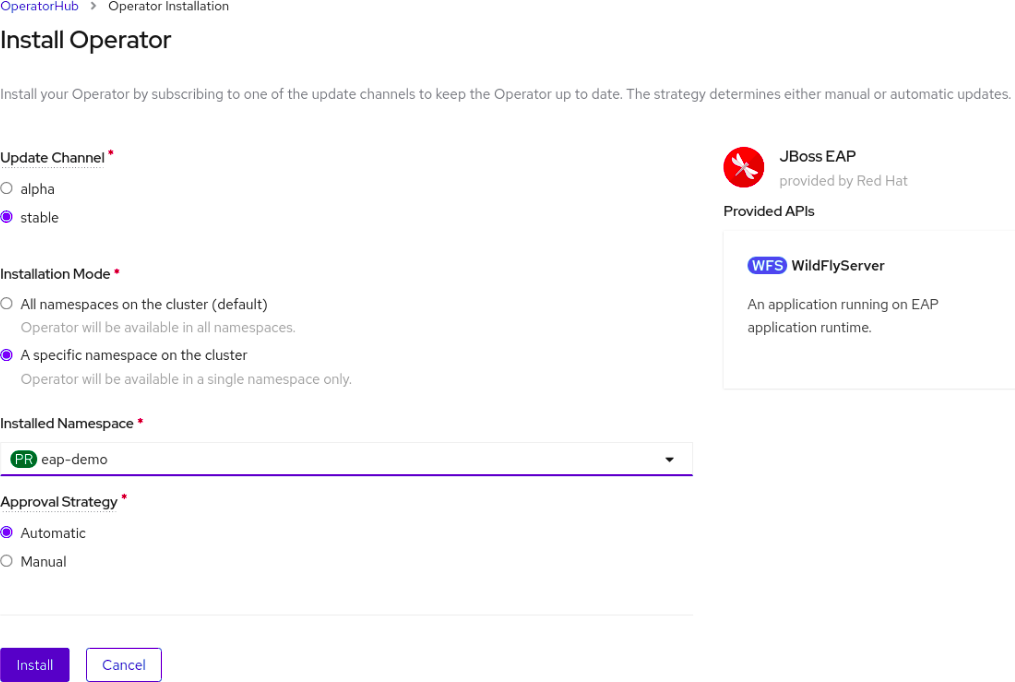 OperatorHub > Operator Installation
Install Operator
Install your Operator by subscribing to one of the update channels to keep the Operator up to date. The strategy determines either manual or automatic updates.
Update Channel *
alpha
stable
Installation Mode *
All namespaces on the cluster (default)
Operator will be available in all namespaces.
A specific namespace on the cluster
Operator will be available in a single namespace only.
Installed Namespace *
PR eap-demo
Approval Strategy *
Automatic
Manual
Install Cancel
JBoss EAP
provided by Red Hat
Provided APIs
WFS WildFlyServer
An application running on EAP
application runtime.